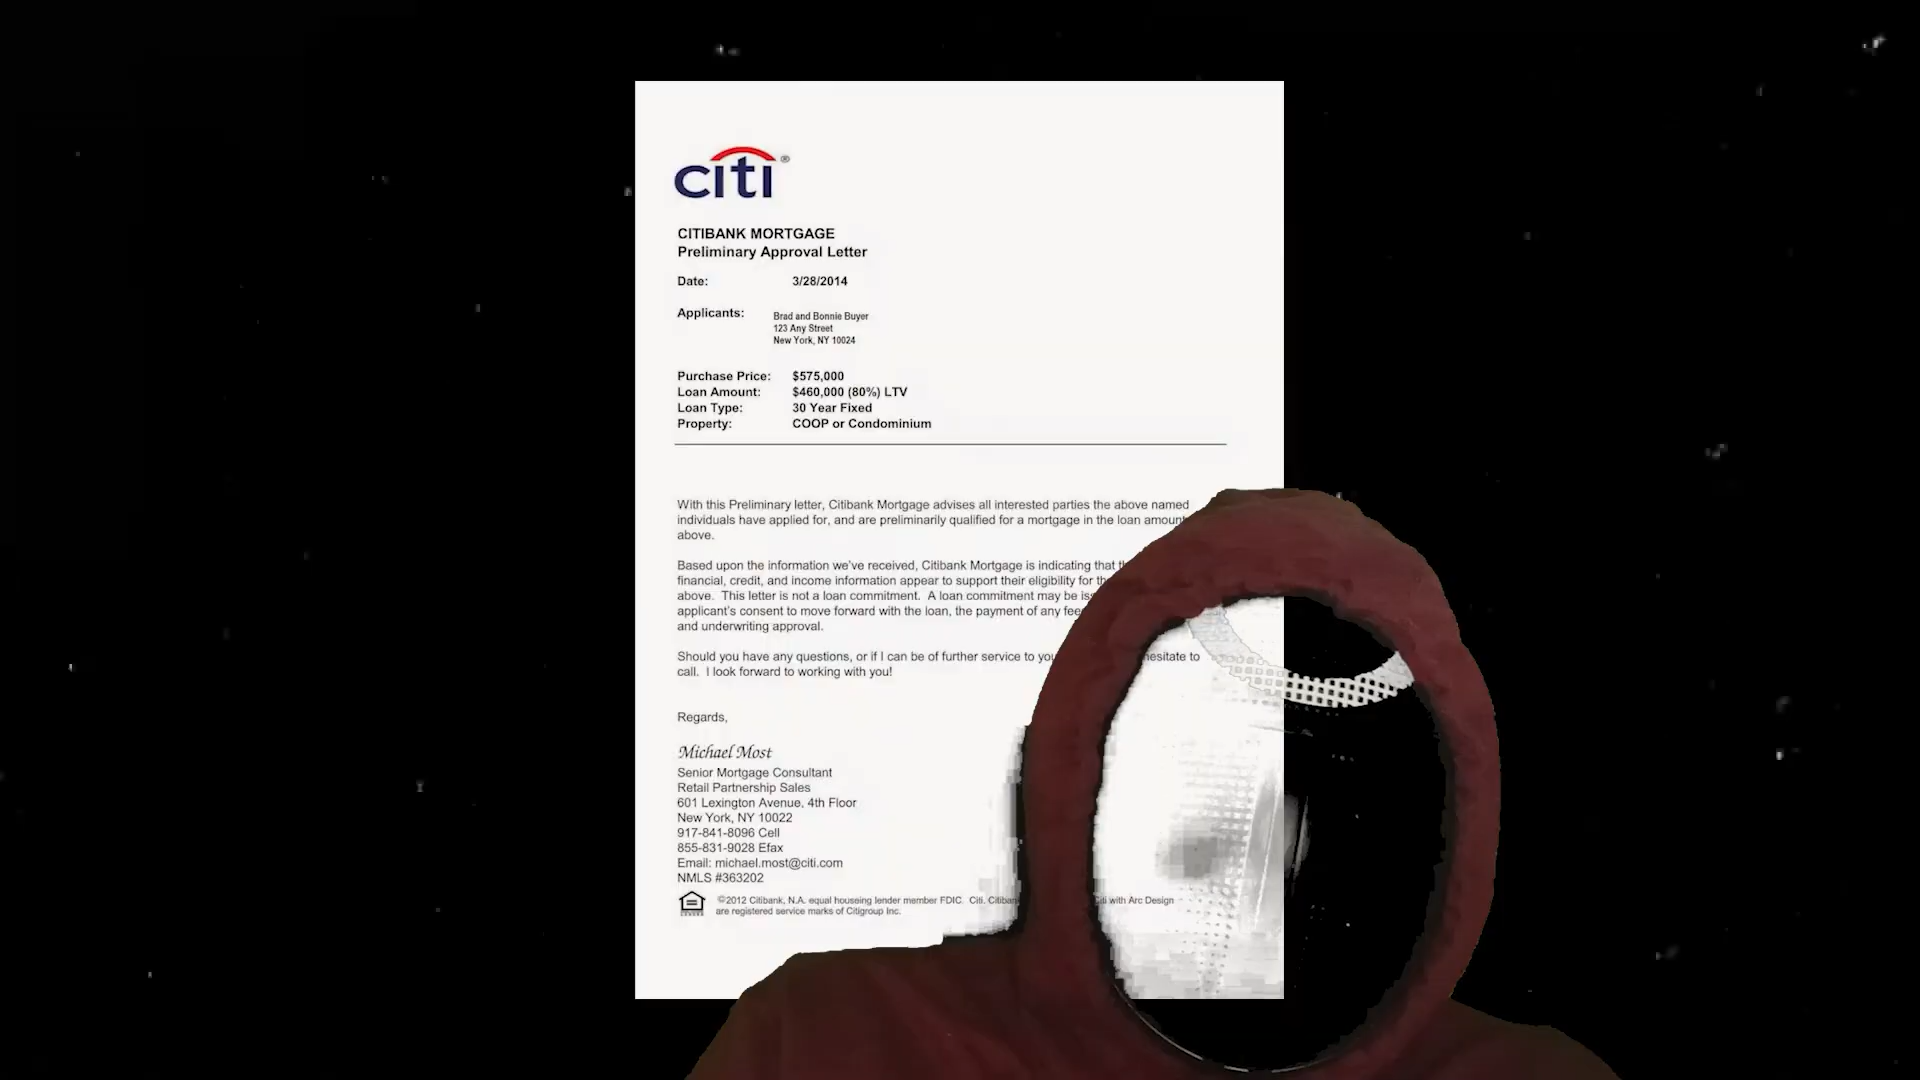 citi®
CITIBANK MORTGAGE
Preliminary Approval Letter
Date: 3/28/2014
Applicants: Brad and Bonnie Buyer
123 Any Street
New York, NY 10024
Purchase Price: $575,000
Loan Amount: $460,000 (80%) LTV
Loan Type: 30 Year Fixed
Property: COOP or Condominium
With this Preliminary letter, Citibank Mortgage advises all interested parties the above named
individuals have applied for, and are preliminarily qualified for a mortgage in the loan amount
above.
Based upon the information we've received, Citibank Mortgage is indicating that
financial, credit, and income information appear to support their eligibility for
above. This letter is not a loan commitment. A loan commitment may be
applicant's consent to move forward with the loan, the payment of any
and underwriting approval.
Should you have any questions, or if I can be of further service to you hesitate to
call. I look forward to working with you!
Regards,
Michael Most
Senior Mortgage Consultant
Retail Partnership Sales
601 Lexington Avenue, 4th Floor
New York, NY 10022
917-841-8096 Cell
855-831-9028 Efax
Email: michael.most@citi.com
NMLS #363202
©2012 Citibank, N.A. equal houseing lender member FDIC. Citi. Citi with Arc Design
are registered service marks of Citigroup Inc.